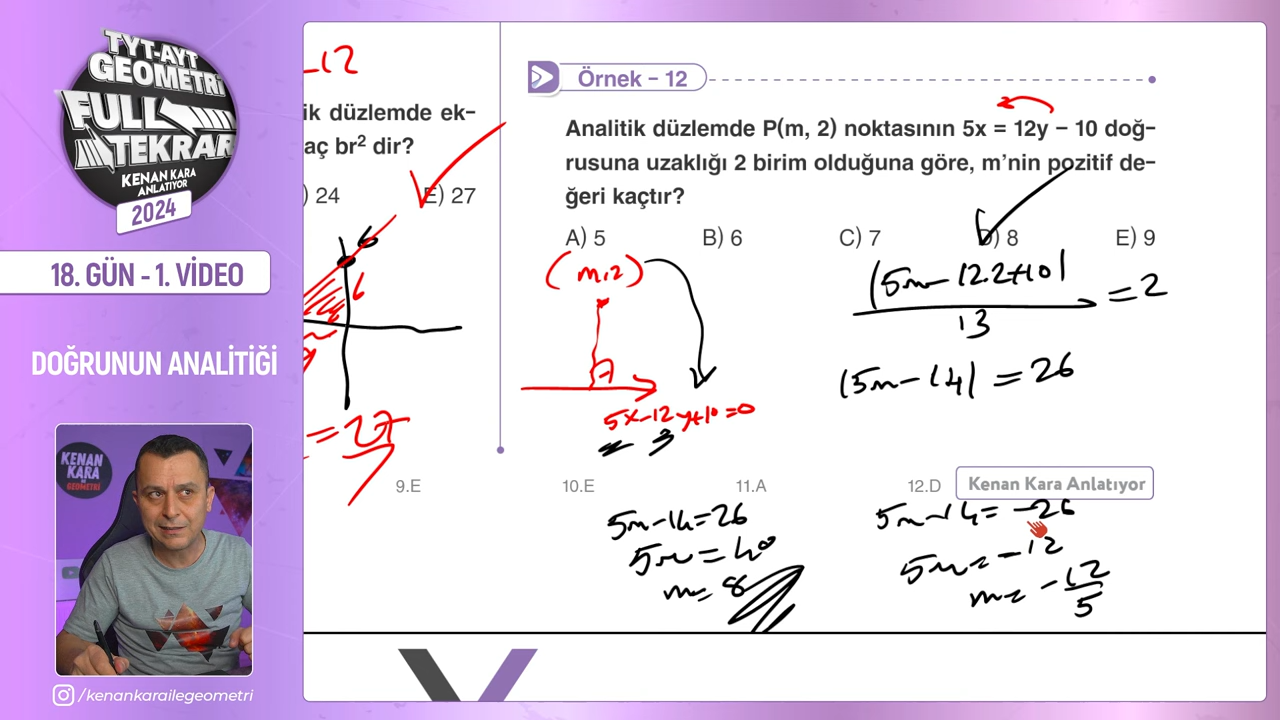 TYT-AYT
GEOMETRİ
FULL
TEKRAR
KENAN KARA
ANLATIYOR
2024
18. GÜN - 1. VİDEO
DOĞRUNUN ANALİTİĞİ
KENAN
KARA
GEOMETRİ
/kenankarailegeometri
-12
ik düzlemde ek-
aç br² dir?
) 24 E) 27
6
6
= 27
9.E 10.E 11.A 12.D
Kenan Kara Anlatıyor
Örnek – 12
Analitik düzlemde P(m, 2) noktasının 5x = 12y – 10 doğ-
rusuna uzaklığı 2 birim olduğuna göre, m'nin pozitif de-
ğeri kaçtır?
A) 5 B) 6 C) 7 D) 8 E) 9
(m,2)
5x-12y+10=0
|5m-12.2+10|
13
=2
|5m-14| = 26
5m-14=26
5m=40
m=8
5m-14=-26
5m=-12
m=-12
5